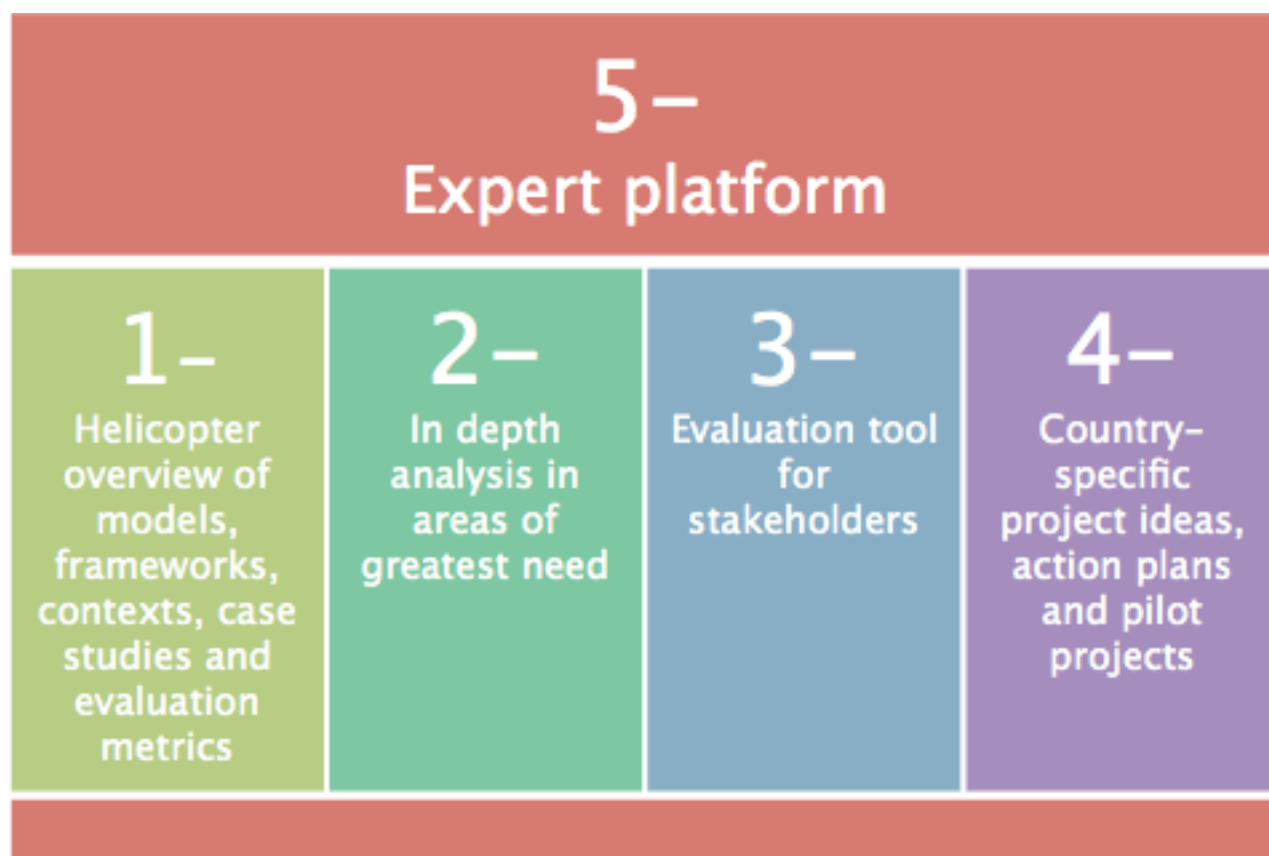 5–
Expert platform
1–
Helicopter
overview of
models,
frameworks,
contexts, case
studies and
evaluation
metrics
2–
In depth
analysis in
areas of
greatest need
3–
Evaluation tool
for
stakeholders
4–
Country-
specific
project ideas,
action plans
and pilot
projects